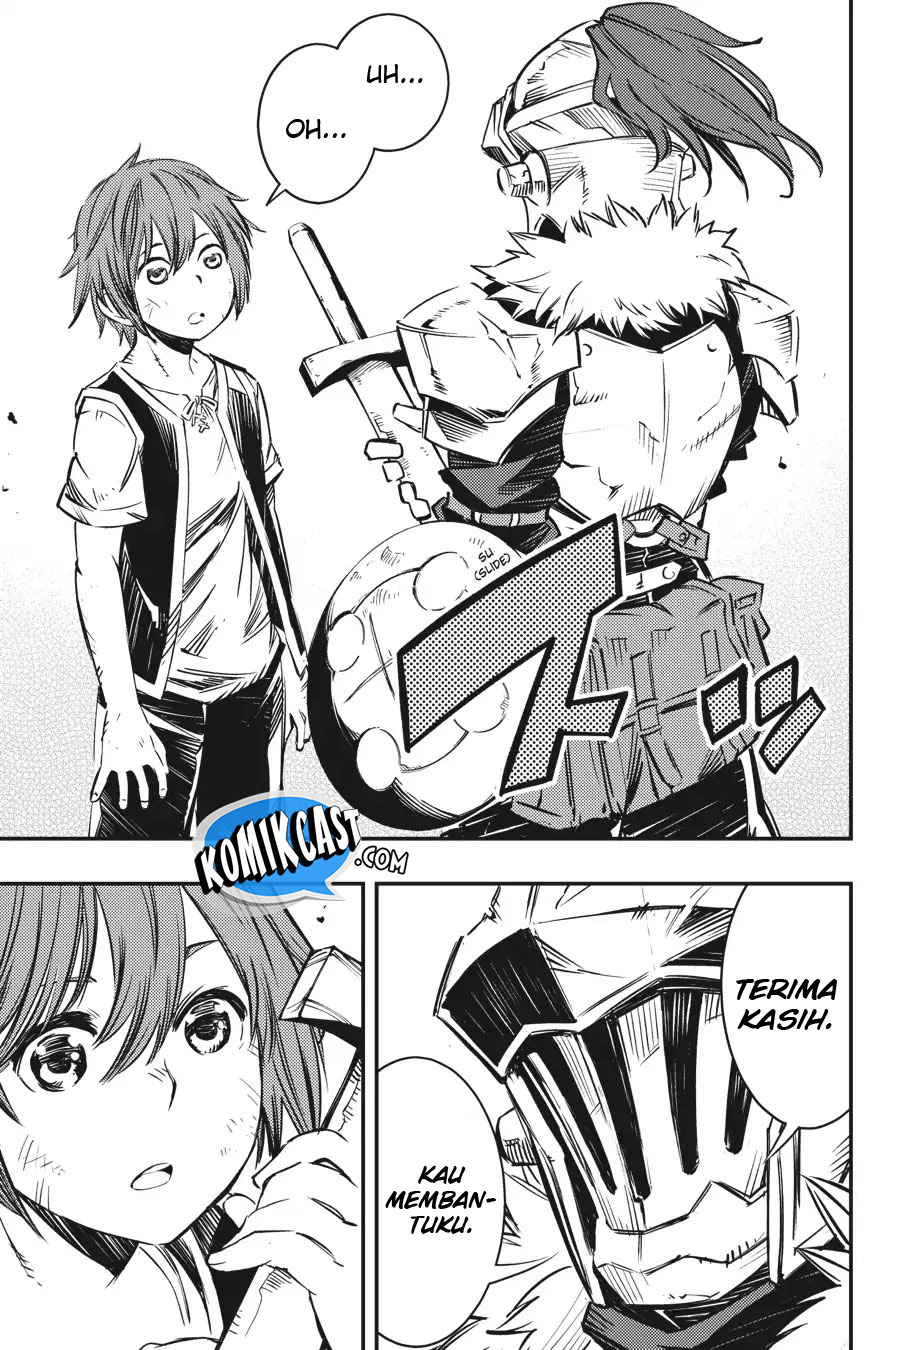 UH...
OH...
SU
(SLIDE)
KOMIKCAST
.COM
TERIMA
KASIH.
KAU
MEMBAN-
TUKU.